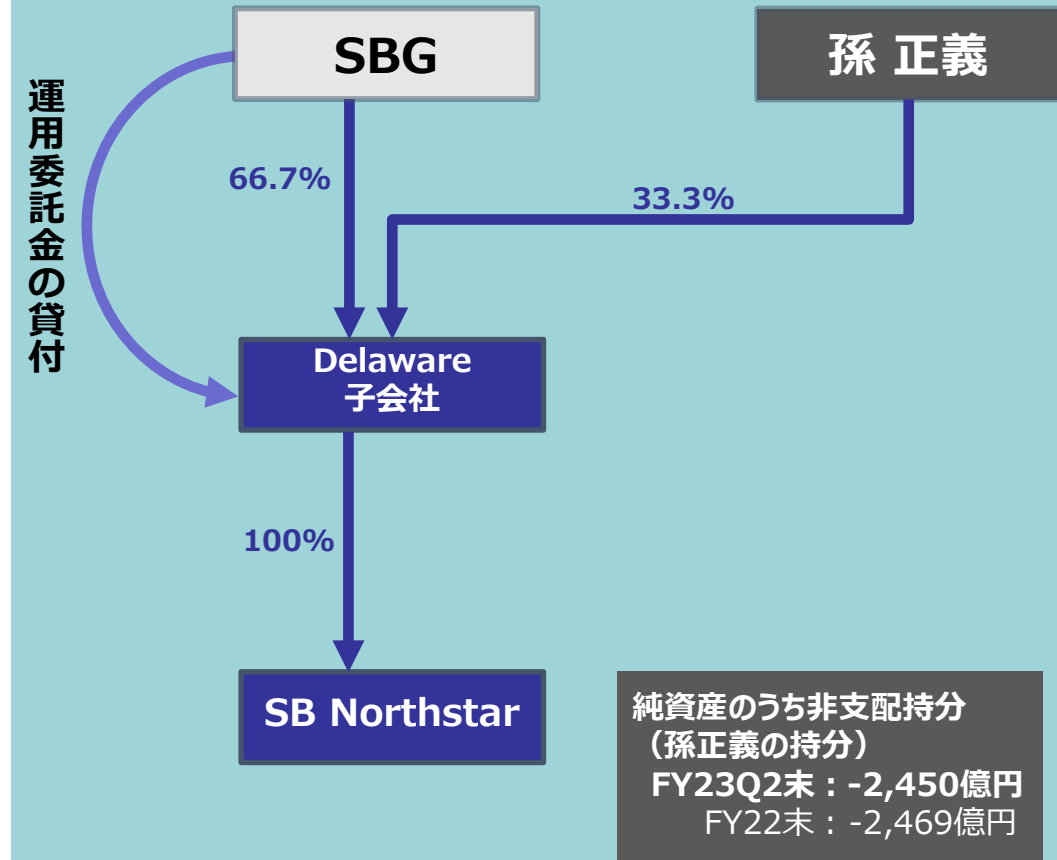 SBG
孫 正義
運用委託金の貸付
66.7%
33.3%
Delaware
子会社
100%
SB Northstar
純資産のうち非支配持分
（孫正義の持分）
FY23Q2末：-2,450億円
FY22末：-2,469億円